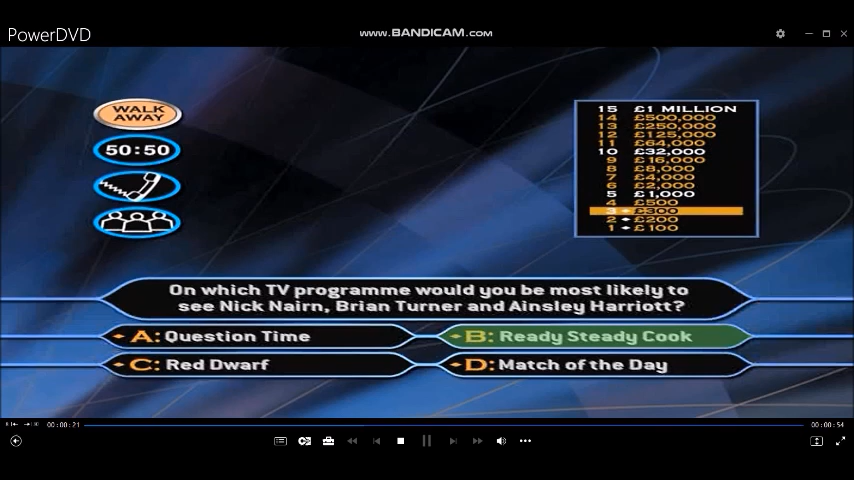 PowerDVD
www.BANDICAM.com
WALK AWAY
50:50
15 £1 MILLION
14 £500,000
13 £250,000
12 £125,000
11 £64,000
10 £32,000
9 £16,000
8 £8,000
7 £4,000
6 £2,000
5 £1,000
4 £500
3 £300
2 £200
1 £100
On which TV programme would you be most likely to
see Nick Nairn, Brian Turner and Ainsley Harriott?
A: Question Time
B: Ready Steady Cook
C: Red Dwarf
D: Match of the Day
00:00:21
00:00:54